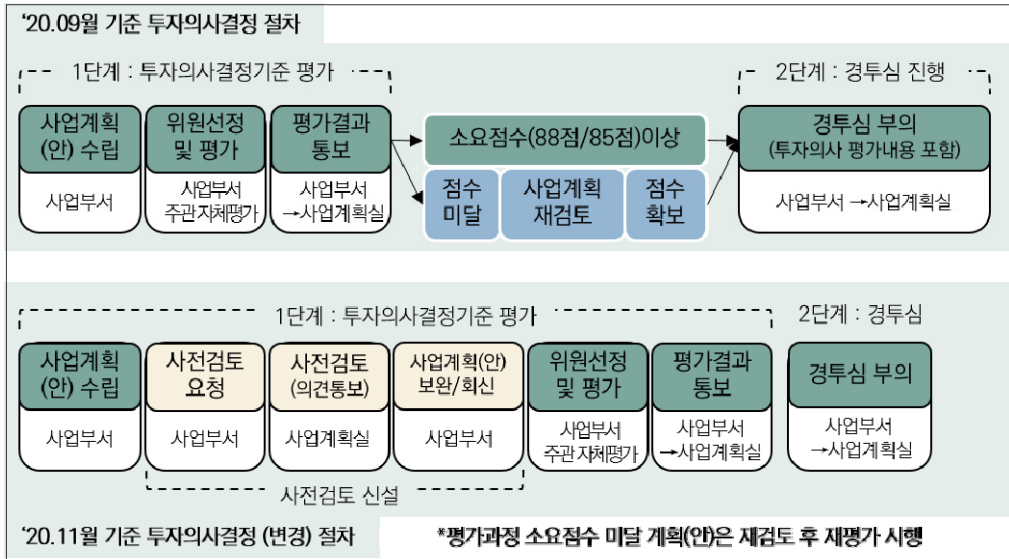 ‘20.09월 기준 투자의사결정 절차
1단계 : 투자의사결정기준 평가
2단계 : 경투심 진행
사업계획
(안) 수립
사업부서
위원선정
및 평가
사업부서
주관 자체평가
평가결과
통보
사업부서
→사업계획실
소요점수(88점/85점)이상
점수
미달
사업계획
재검토
점수
확보
경투심 부의
(투자의사 평가내용 포함)
사업부서 →사업계획실
1단계 : 투자의사결정기준 평가
2단계 : 경투심
사업계획
(안) 수립
사업부서
사전검토
요청
사업부서
사전검토
(의견통보)
사업계획실
사업계획(안)
보완/회신
사업부서
위원선정
및 평가
사업부서
주관 자체평가
평가결과
통보
사업부서
→사업계획실
경투심 부의
사업부서
→사업계획실
사전검토 신설
‘20.11월 기준 투자의사결정 (변경) 절차
*평가과정 소요점수 미달 계획(안)은 재검토 후 재평가 시행